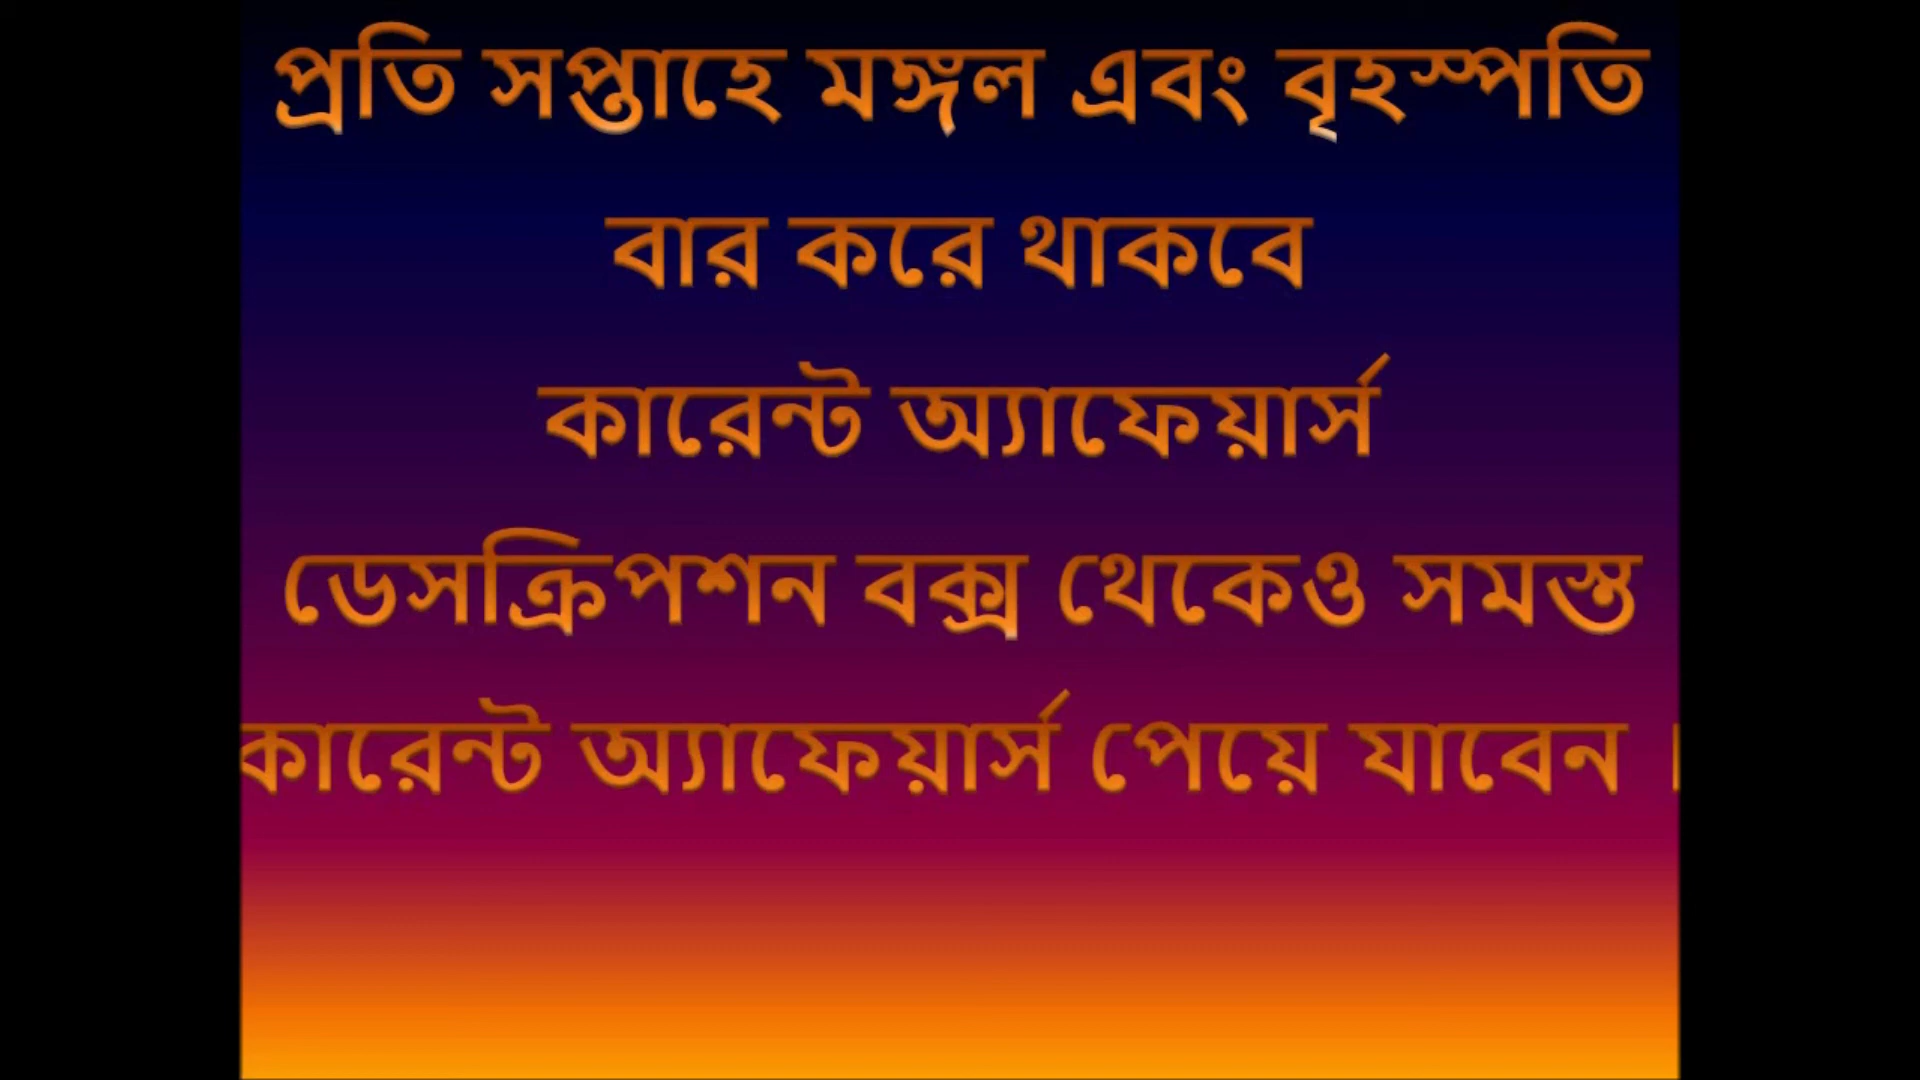 প্রতি সপ্তাহে মঙ্গল এবং বৃহস্পতি
বার করে থাকবে
কারেন্ট অ্যাফেয়ার্স
ডেসক্রিপশন বক্স থেকেও সমস্ত
কারেন্ট অ্যাফেয়ার্স পেয়ে যাবেন ।